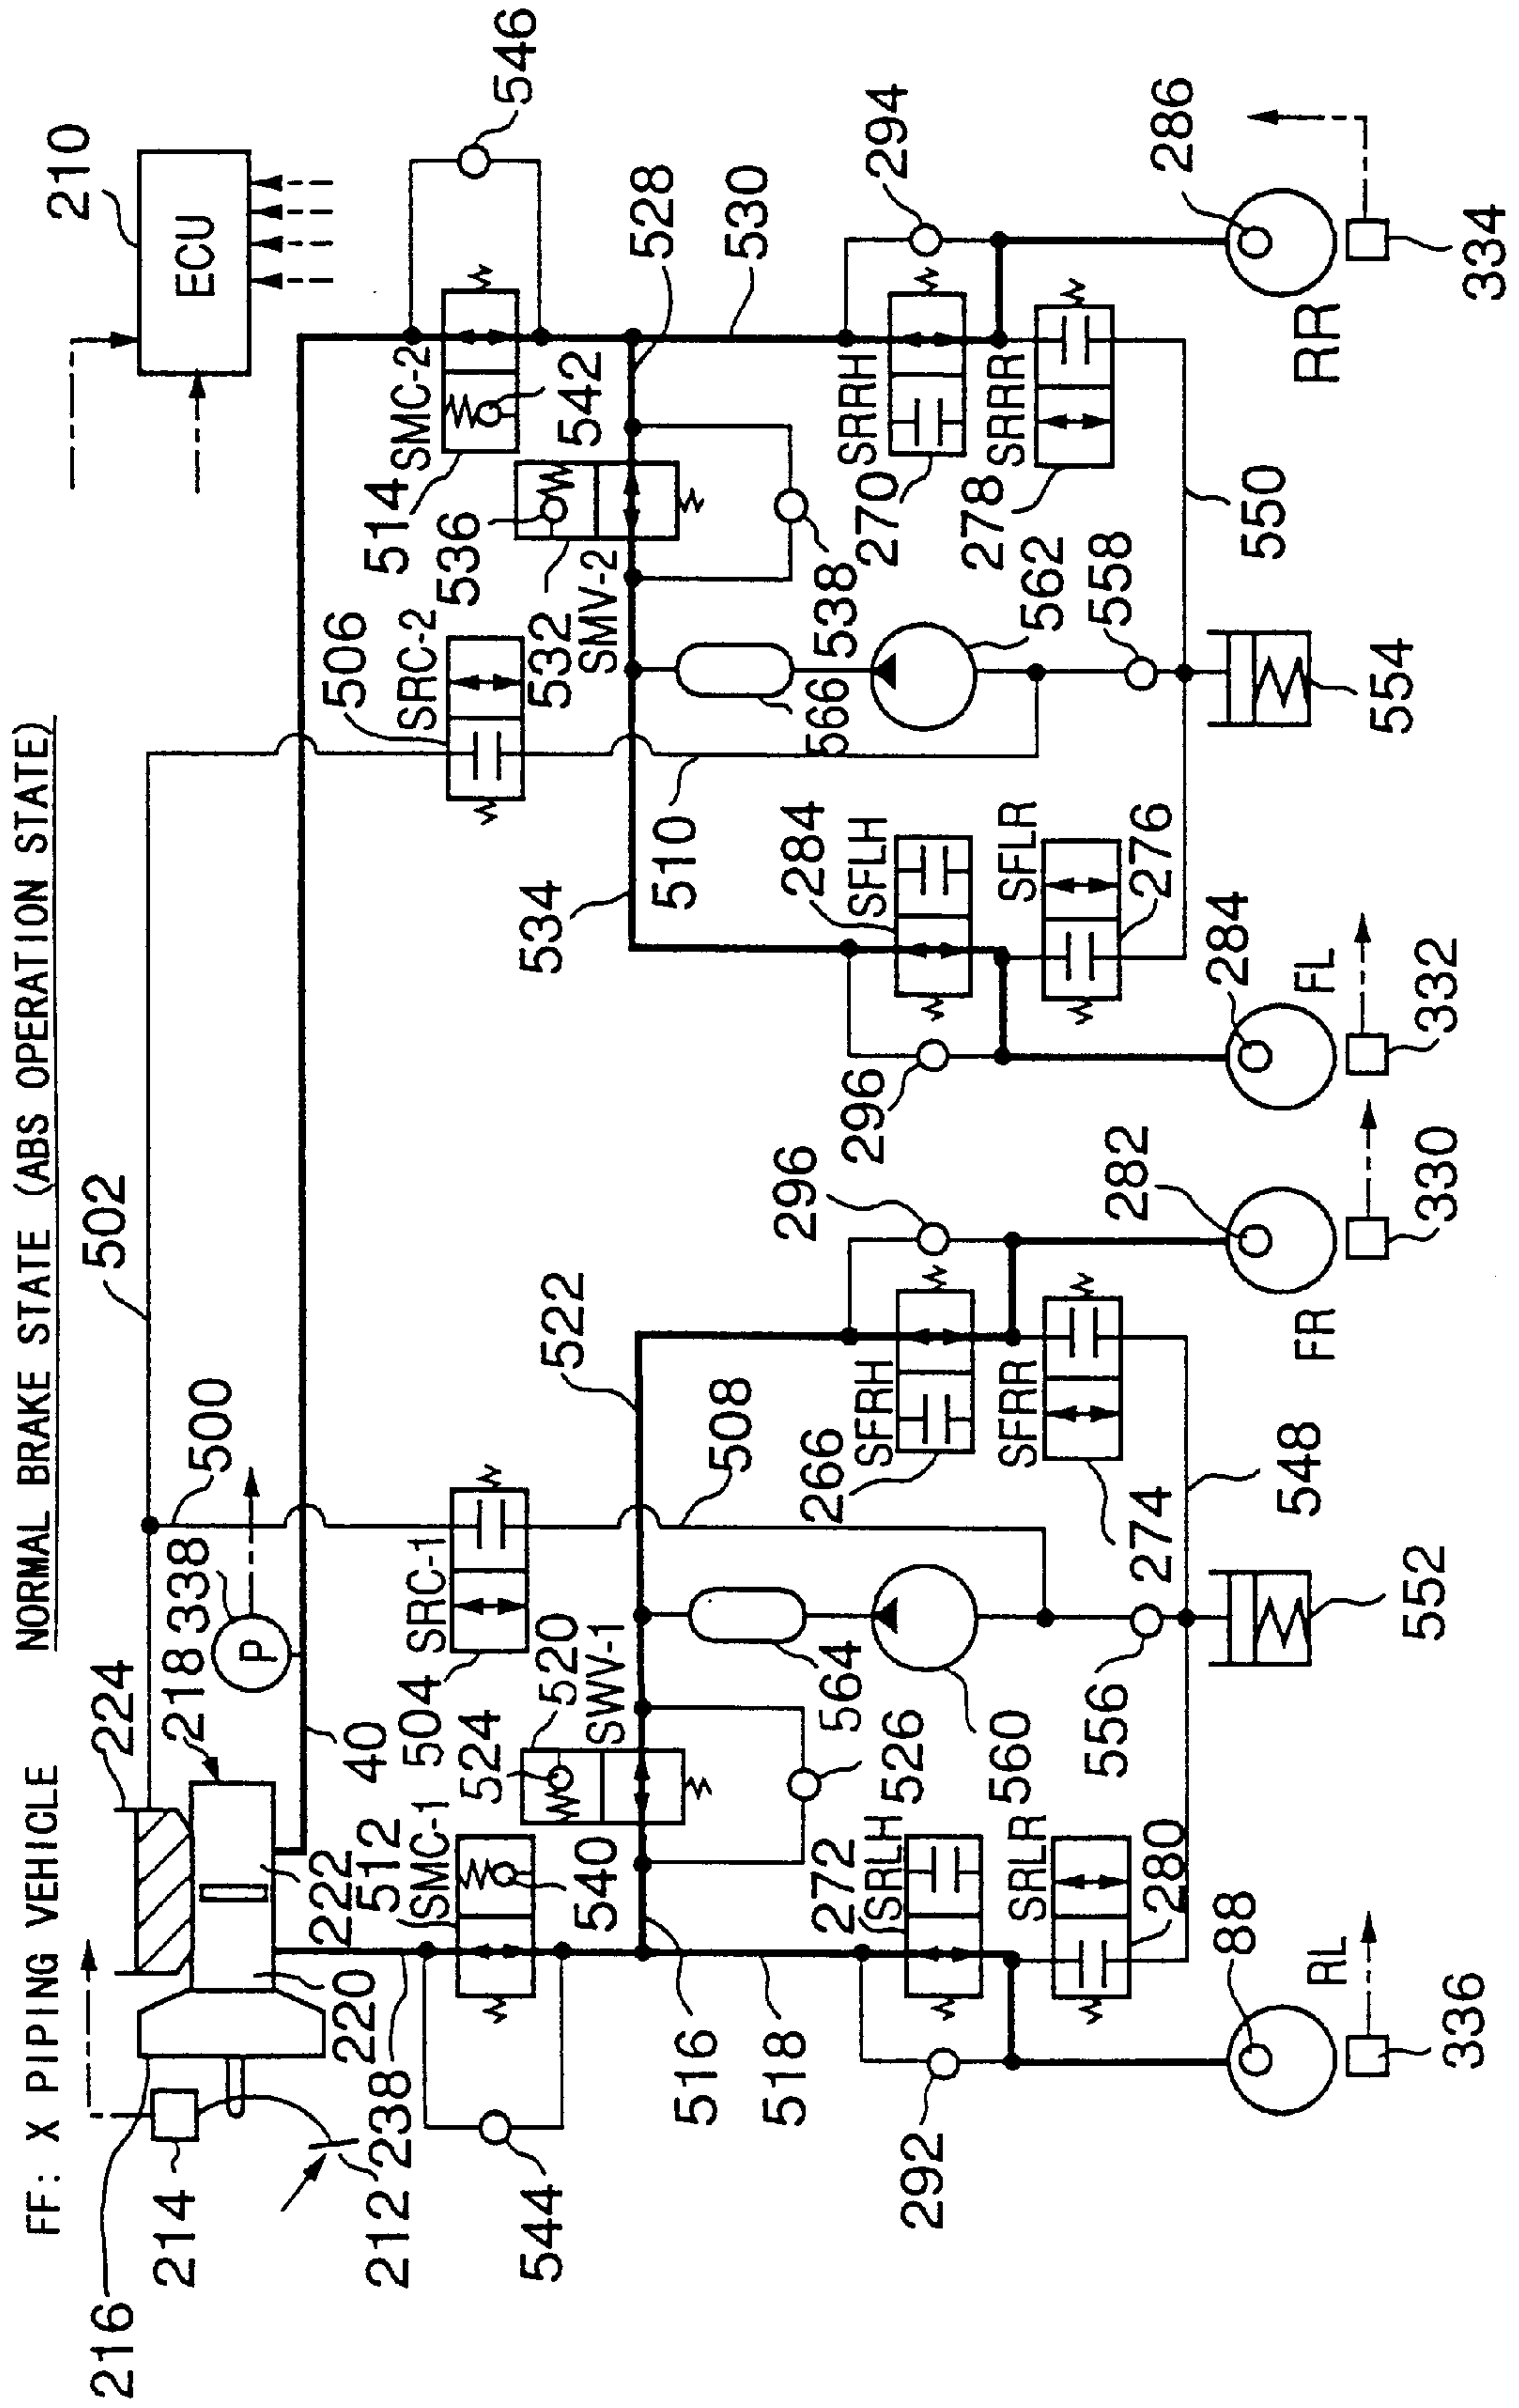 FF: X PIPING VEHICLE
NORMAL BRAKE STATE (ABS OPERATION STATE)
216
214
212
224
218
338
P
500
502
210
ECU
40
222
220
238
512
SMC-1
540
544
504
SRC-1
520
524
SWV-1
526
516
518
522
508
564
560
556
506
SRC-2
510
534
514
SMC-2
542
546
536
532
SMV-2
538
528
530
566
562
558
292
272
SRLH
SRLR
280
88
RL
336
266
SFRH
296
SFRR
274
548
552
282
FR
330
284
SFLH
296
SFLR
276
284
FL
332
SRRH
270
294
SRRR
278
550
554
286
RR
334